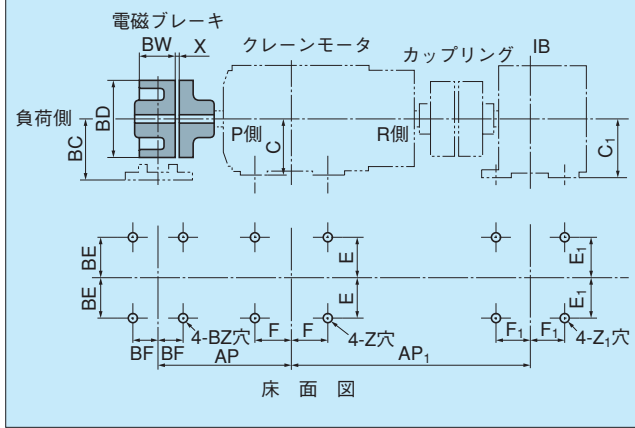 電磁ブレーキ
BW X クレーンモータ
カップリング IB
負荷側 BD P側 R側
BC C C₁
BE E E₁
BE E E₁
4-BZ穴 F F 4-Z穴 F₁ F₁ 4-Z₁穴
BF BF AP AP₁
床面図